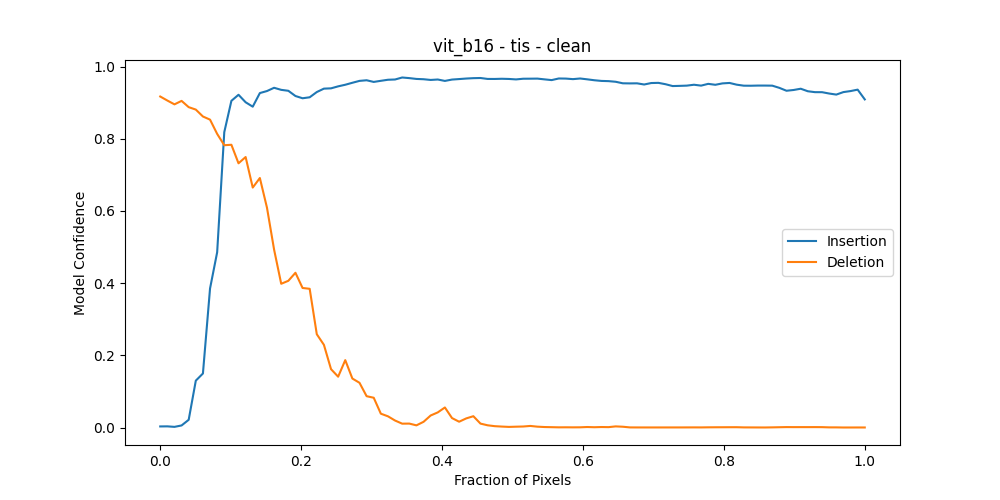 vit_b16 - tis - clean
1.0
0.8
0.6
0.4
0.2
0.0
Model Confidence
Insertion
Deletion
0.0 0.2 0.4 0.6 0.8 1.0
Fraction of Pixels